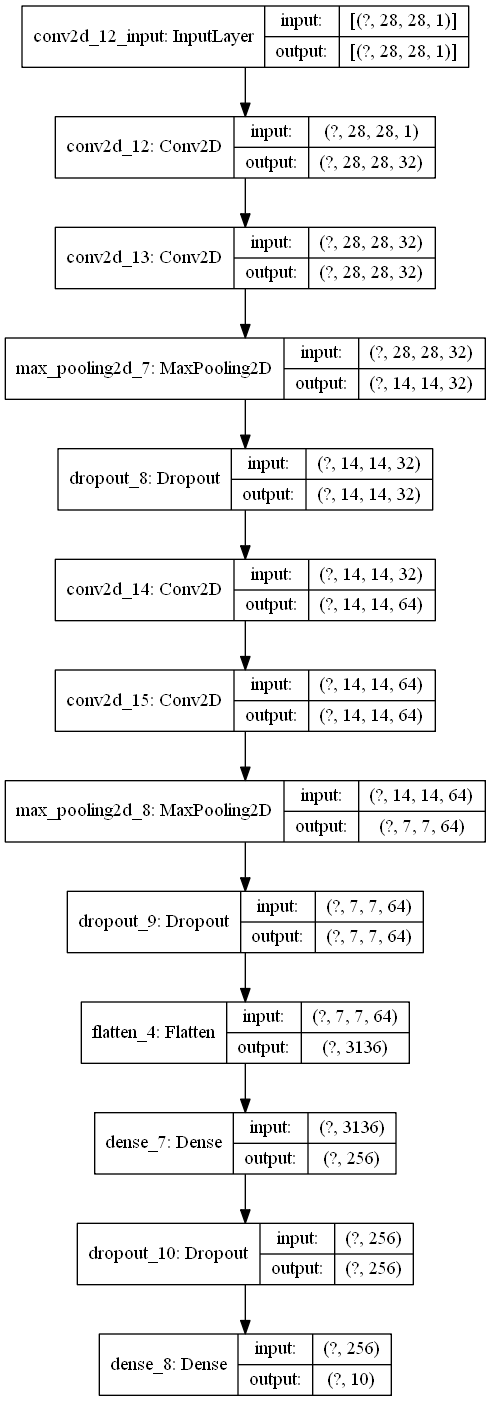 conv2d_12_input: InputLayer
input: [(?, 28, 28, 1)]
output: [(?, 28, 28, 1)]
conv2d_12: Conv2D
input: (?, 28, 28, 1)
output: (?, 28, 28, 32)
conv2d_13: Conv2D
input: (?, 28, 28, 32)
output: (?, 28, 28, 32)
max_pooling2d_7: MaxPooling2D
input: (?, 28, 28, 32)
output: (?, 14, 14, 32)
dropout_8: Dropout
input: (?, 14, 14, 32)
output: (?, 14, 14, 32)
conv2d_14: Conv2D
input: (?, 14, 14, 32)
output: (?, 14, 14, 64)
conv2d_15: Conv2D
input: (?, 14, 14, 64)
output: (?, 14, 14, 64)
max_pooling2d_8: MaxPooling2D
input: (?, 14, 14, 64)
output: (?, 7, 7, 64)
dropout_9: Dropout
input: (?, 7, 7, 64)
output: (?, 7, 7, 64)
flatten_4: Flatten
input: (?, 7, 7, 64)
output: (?, 3136)
dense_7: Dense
input: (?, 3136)
output: (?, 256)
dropout_10: Dropout
input: (?, 256)
output: (?, 256)
dense_8: Dense
input: (?, 256)
output: (?, 10)